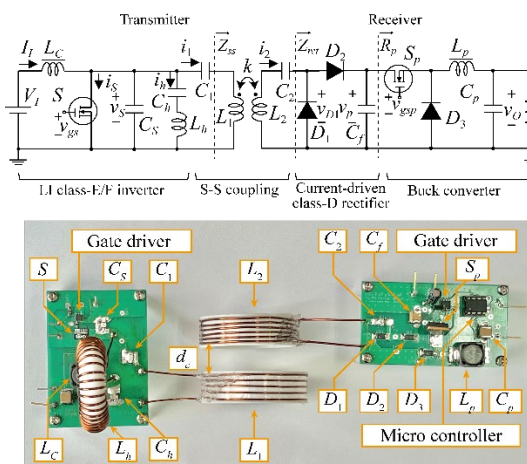 Transmitter
Receiver
I_I L_C i_1 Z_ss i_2 Z_rect D_2 R_p S_p L_p
i_S i_h C_1 k C_2
V_I S v_gs v_S C_S C_h L_h L_1 L_2 v_D1 D_1 v_p C_f v_gsp D_3 C_p v_O
LI class-E/F inverter
S-S coupling
Current-driven
class-D rectifier
Buck converter
Gate driver
S C_S C_1
L_2
C_2 C_f
Gate driver
S_p
d_c
D_1 D_2 D_3 L_p C_p
L_C L_h C_h
L_1
Micro controller